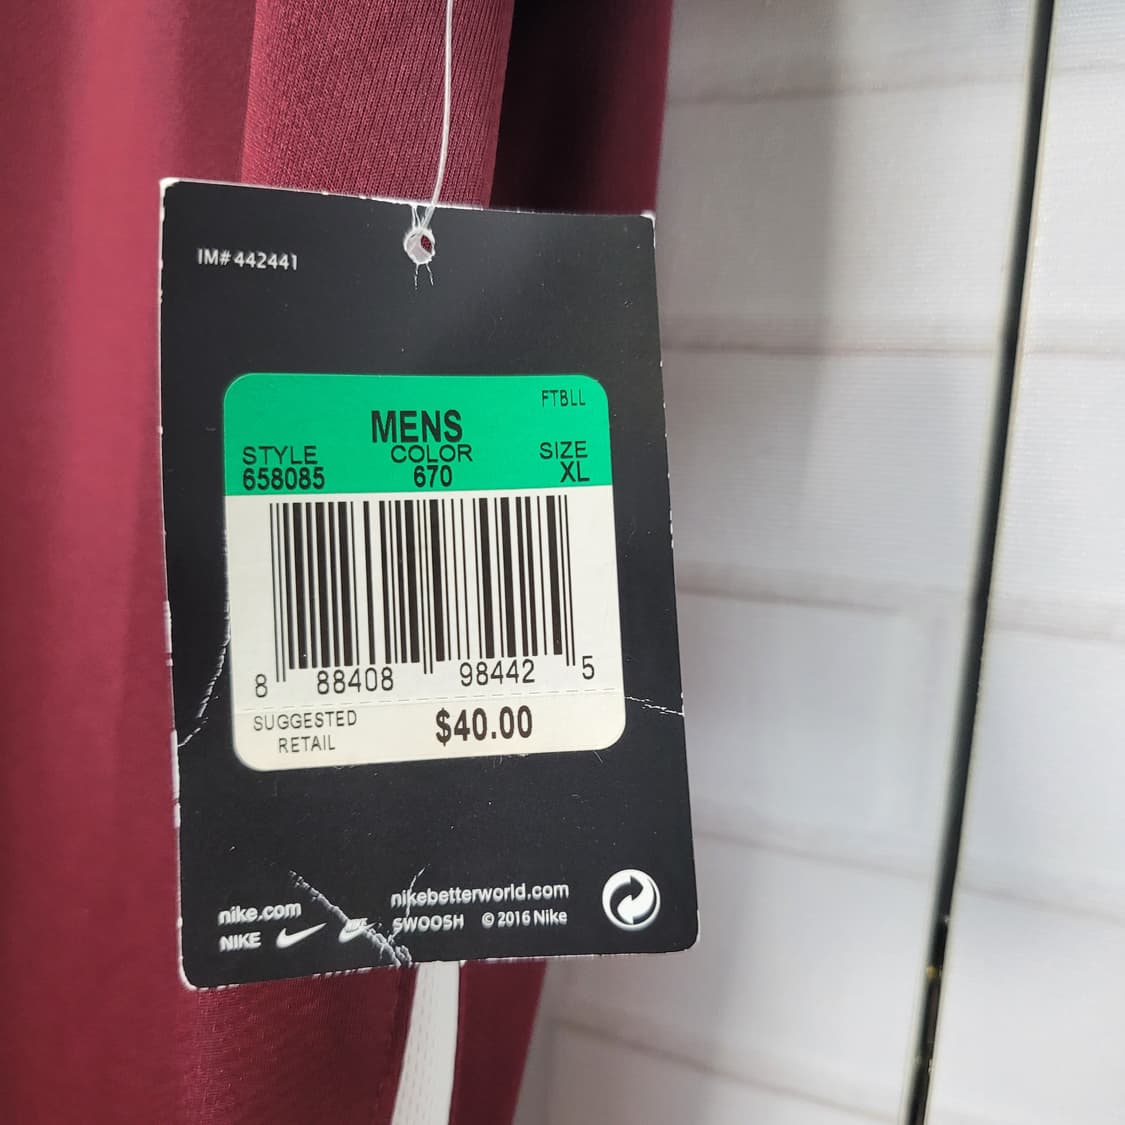 IM# 442441
FTBLL
MENS
STYLE COLOR SIZE
658085 670 XL
8 88408 98442 5
SUGGESTED RETAIL $40.00
nikebetterworld.com
nike.com
NIKE NIKE SWOOSH © 2016 Nike